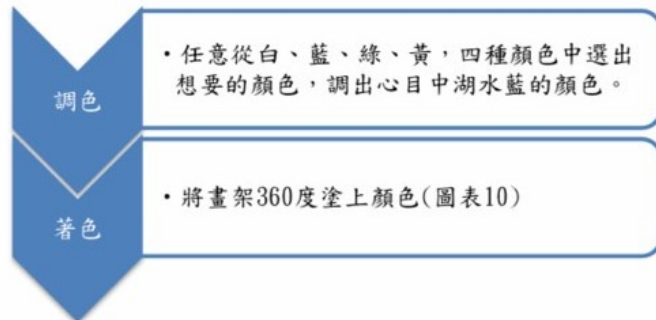 調色
・任意從白、藍、綠、黃，四種顏色中選出
想要的顏色，調出心目中湖水藍的顏色。
著色
・將畫架360度塗上顏色(圖表10)